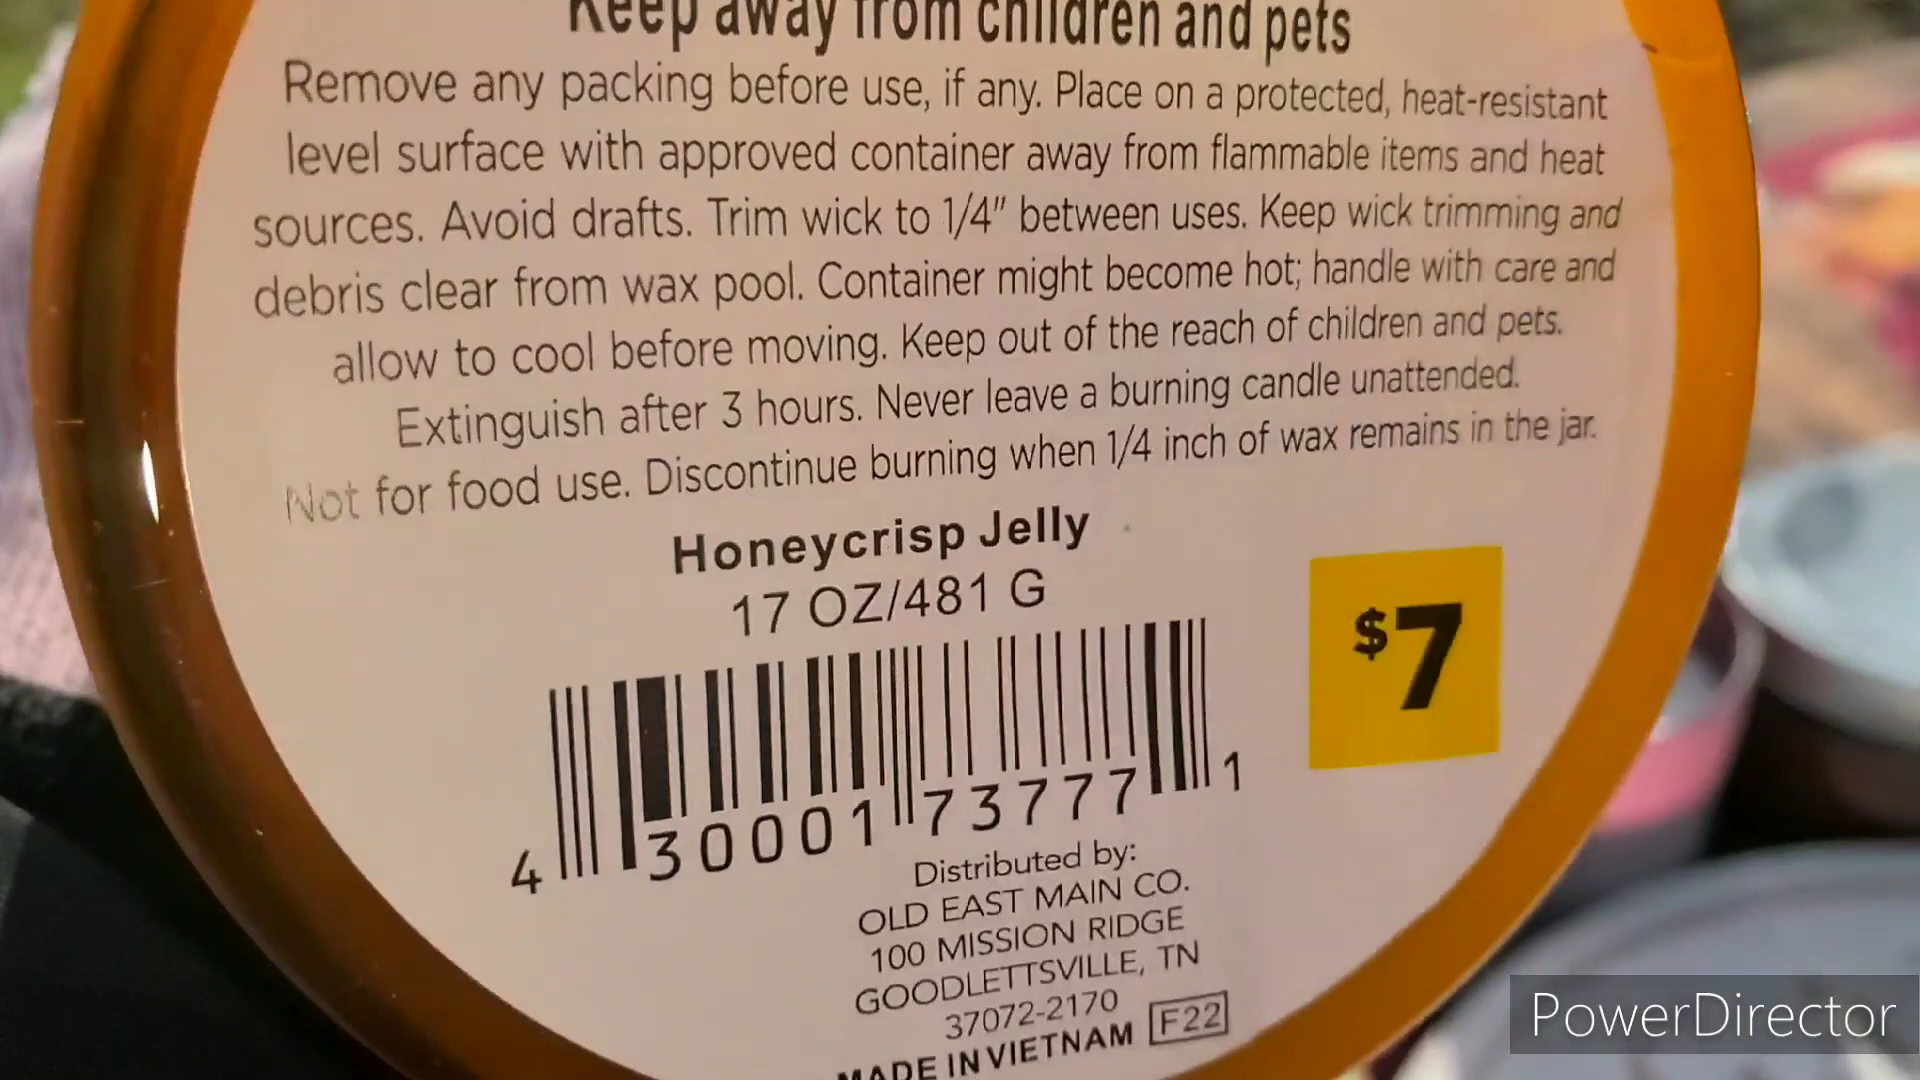 Keep away from children and pets
Remove any packing before use, if any. Place on a protected, heat-resistant
level surface with approved container away from flammable items and heat
sources. Avoid drafts. Trim wick to 1/4" between uses. Keep wick trimming and
debris clear from wax pool. Container might become hot; handle with care and
allow to cool before moving. Keep out of the reach of children and pets.
Extinguish after 3 hours. Never leave a burning candle unattended.
Not for food use. Discontinue burning when 1/4 inch of wax remains in the jar.
Honeycrisp Jelly
17 OZ/481 G
$7
4 30001 73777 1
Distributed by:
OLD EAST MAIN CO.
100 MISSION RIDGE
GOODLETTSVILLE, TN
37072-2170
MADE IN VIETNAM F22
PowerDirector